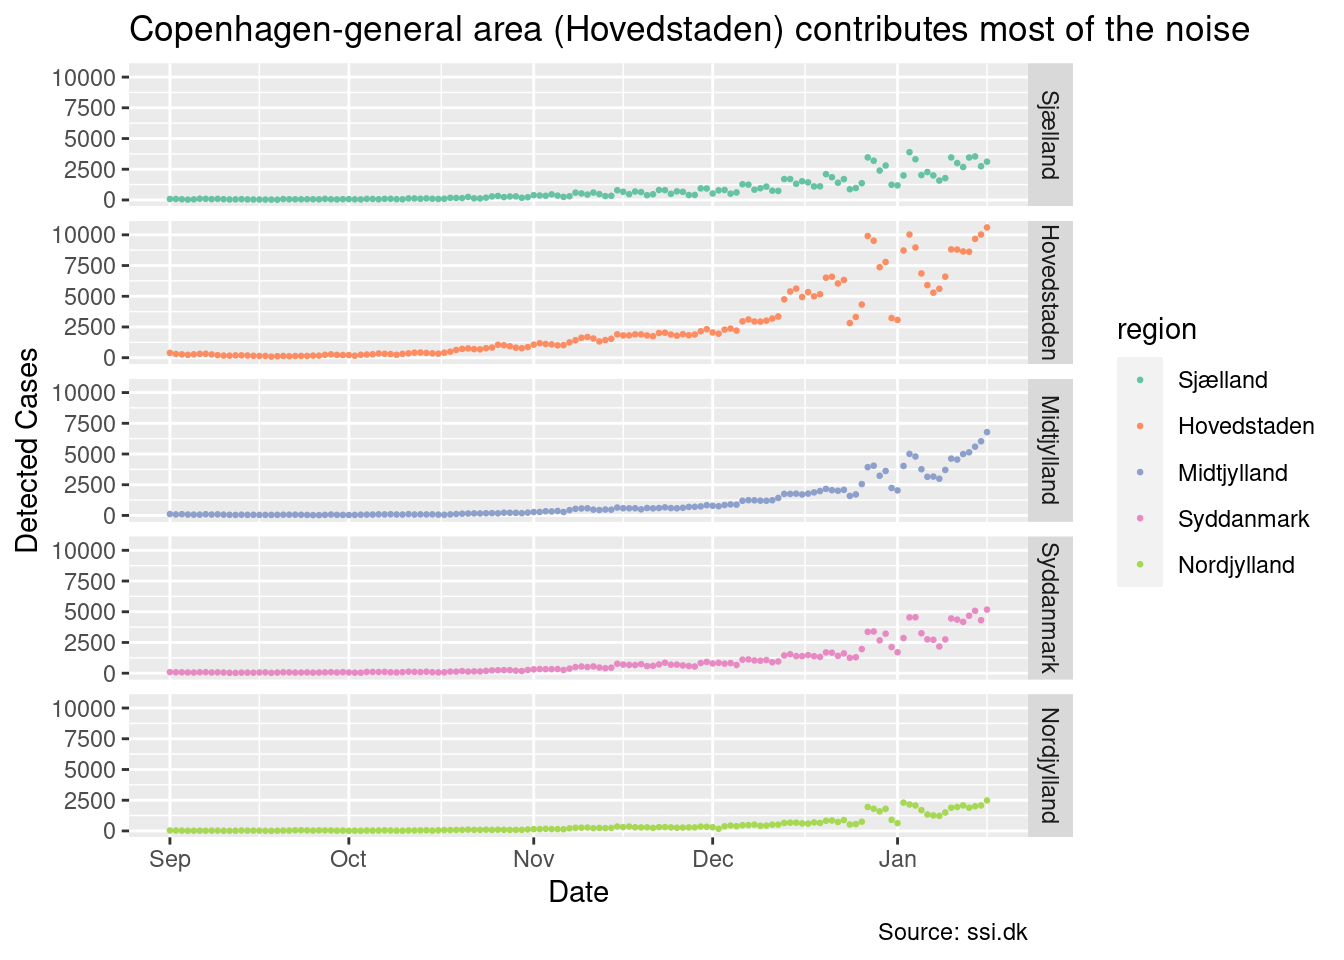 Copenhagen-general area (Hovedstaden) contributes most of the noise
Detected Cases
10000
7500
5000
2500
0
Sjælland
10000
7500
5000
2500
0
Hovedstaden
10000
7500
5000
2500
0
Midtjylland
10000
7500
5000
2500
0
Syddanmark
10000
7500
5000
2500
0
Nordjylland
Sep Oct Nov Dec Jan
Date
region
Sjælland
Hovedstaden
Midtjylland
Syddanmark
Nordjylland
Source: ssi.dk